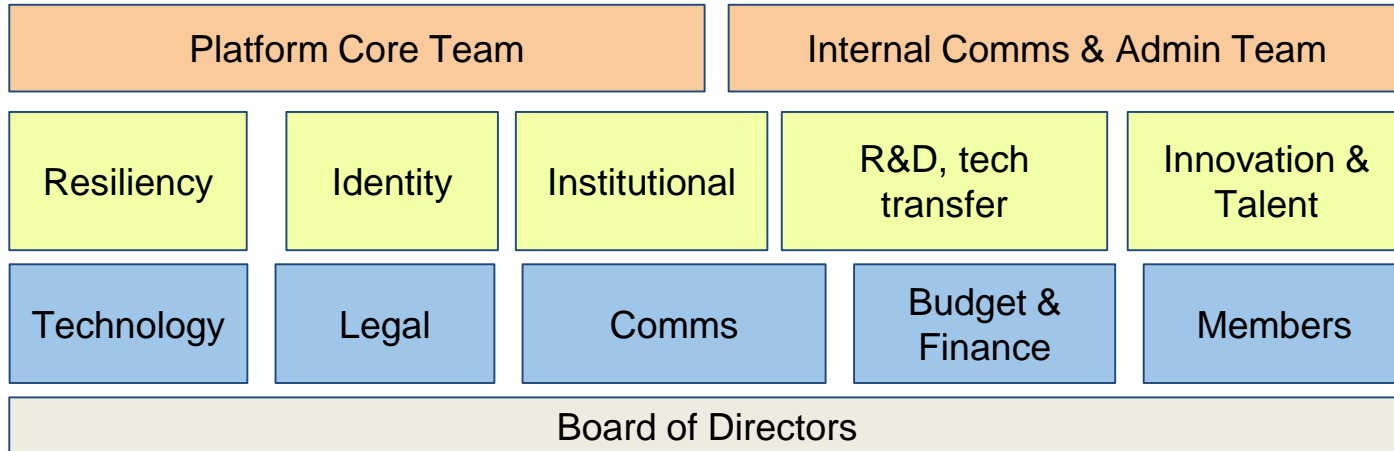 Platform Core Team
Internal Comms & Admin Team
Resiliency
Identity
Institutional
R&D, tech
transfer
Innovation &
Talent
Technology
Legal
Comms
Budget &
Finance
Members
Board of Directors